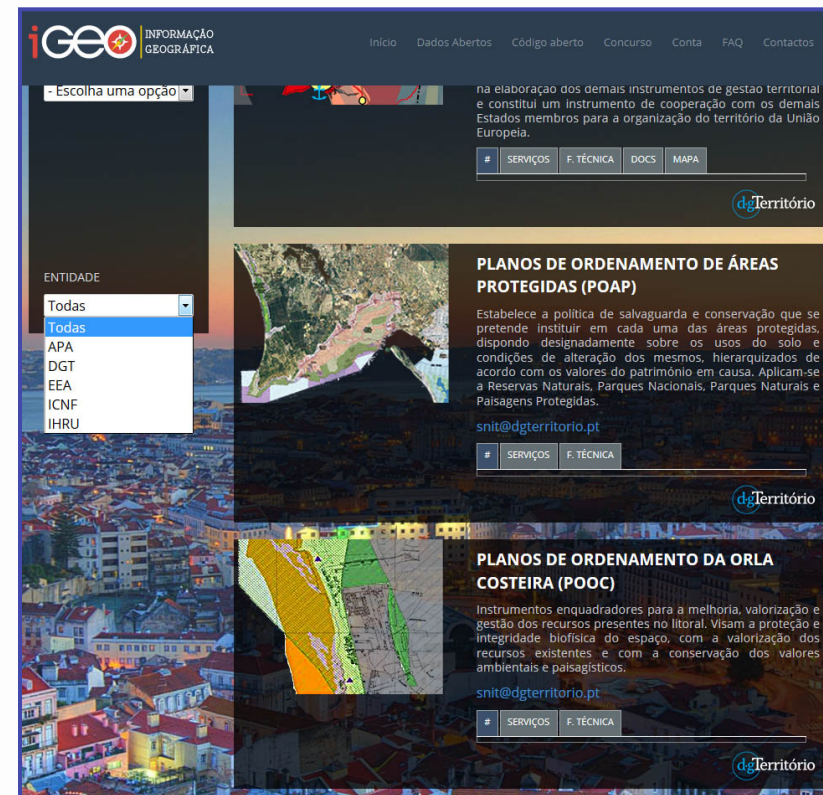 iGEO INFORMAÇÃO
GEOGRÁFICA
Início Dados Abertos Código aberto Concurso Conta FAQ Contactos
- Escolha uma opção
ENTIDADE
Todas
Todas
APA
DGT
EEA
ICNF
IHRU
na elaboração dos demais instrumentos de gestão territorial
e constitui um instrumento de cooperação com os demais
Estados membros para a organização do território da União
Europeia.
# SERVIÇOS F. TÉCNICA DOCS MAPA
dgTerritório
PLANOS DE ORDENAMENTO DE ÁREAS
PROTEGIDAS (POAP)
Estabelece a política de salvaguarda e conservação que se
pretende instituir em cada uma das áreas protegidas,
dispondo designadamente sobre os usos do solo e
condições de alteração dos mesmos, hierarquizados de
acordo com os valores do património em causa. Aplicam-se
a Reservas Naturais, Parques Nacionais, Parques Naturais e
Paisagens Protegidas.
snit@dgterritorio.pt
# SERVIÇOS F. TÉCNICA
dgTerritório
PLANOS DE ORDENAMENTO DA ORLA
COSTEIRA (POOC)
Instrumentos enquadradores para a melhoria, valorização e
gestão dos recursos presentes no litoral. Visam a proteção e
integridade biofísica do espaço, com a valorização dos
recursos existentes e com a conservação dos valores
ambientais e paisagísticos.
snit@dgterritorio.pt
# SERVIÇOS F. TÉCNICA
dgTerritório